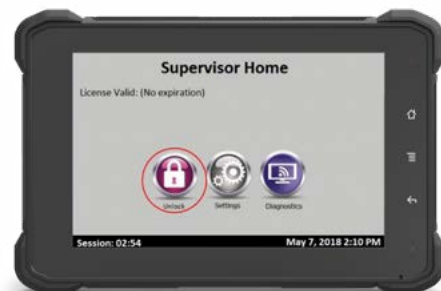 Supervisor Home
License Valid: (No expiration)
Unlock Settings Diagnostics
Session: 02:54 May 7, 2018 2:10 PM